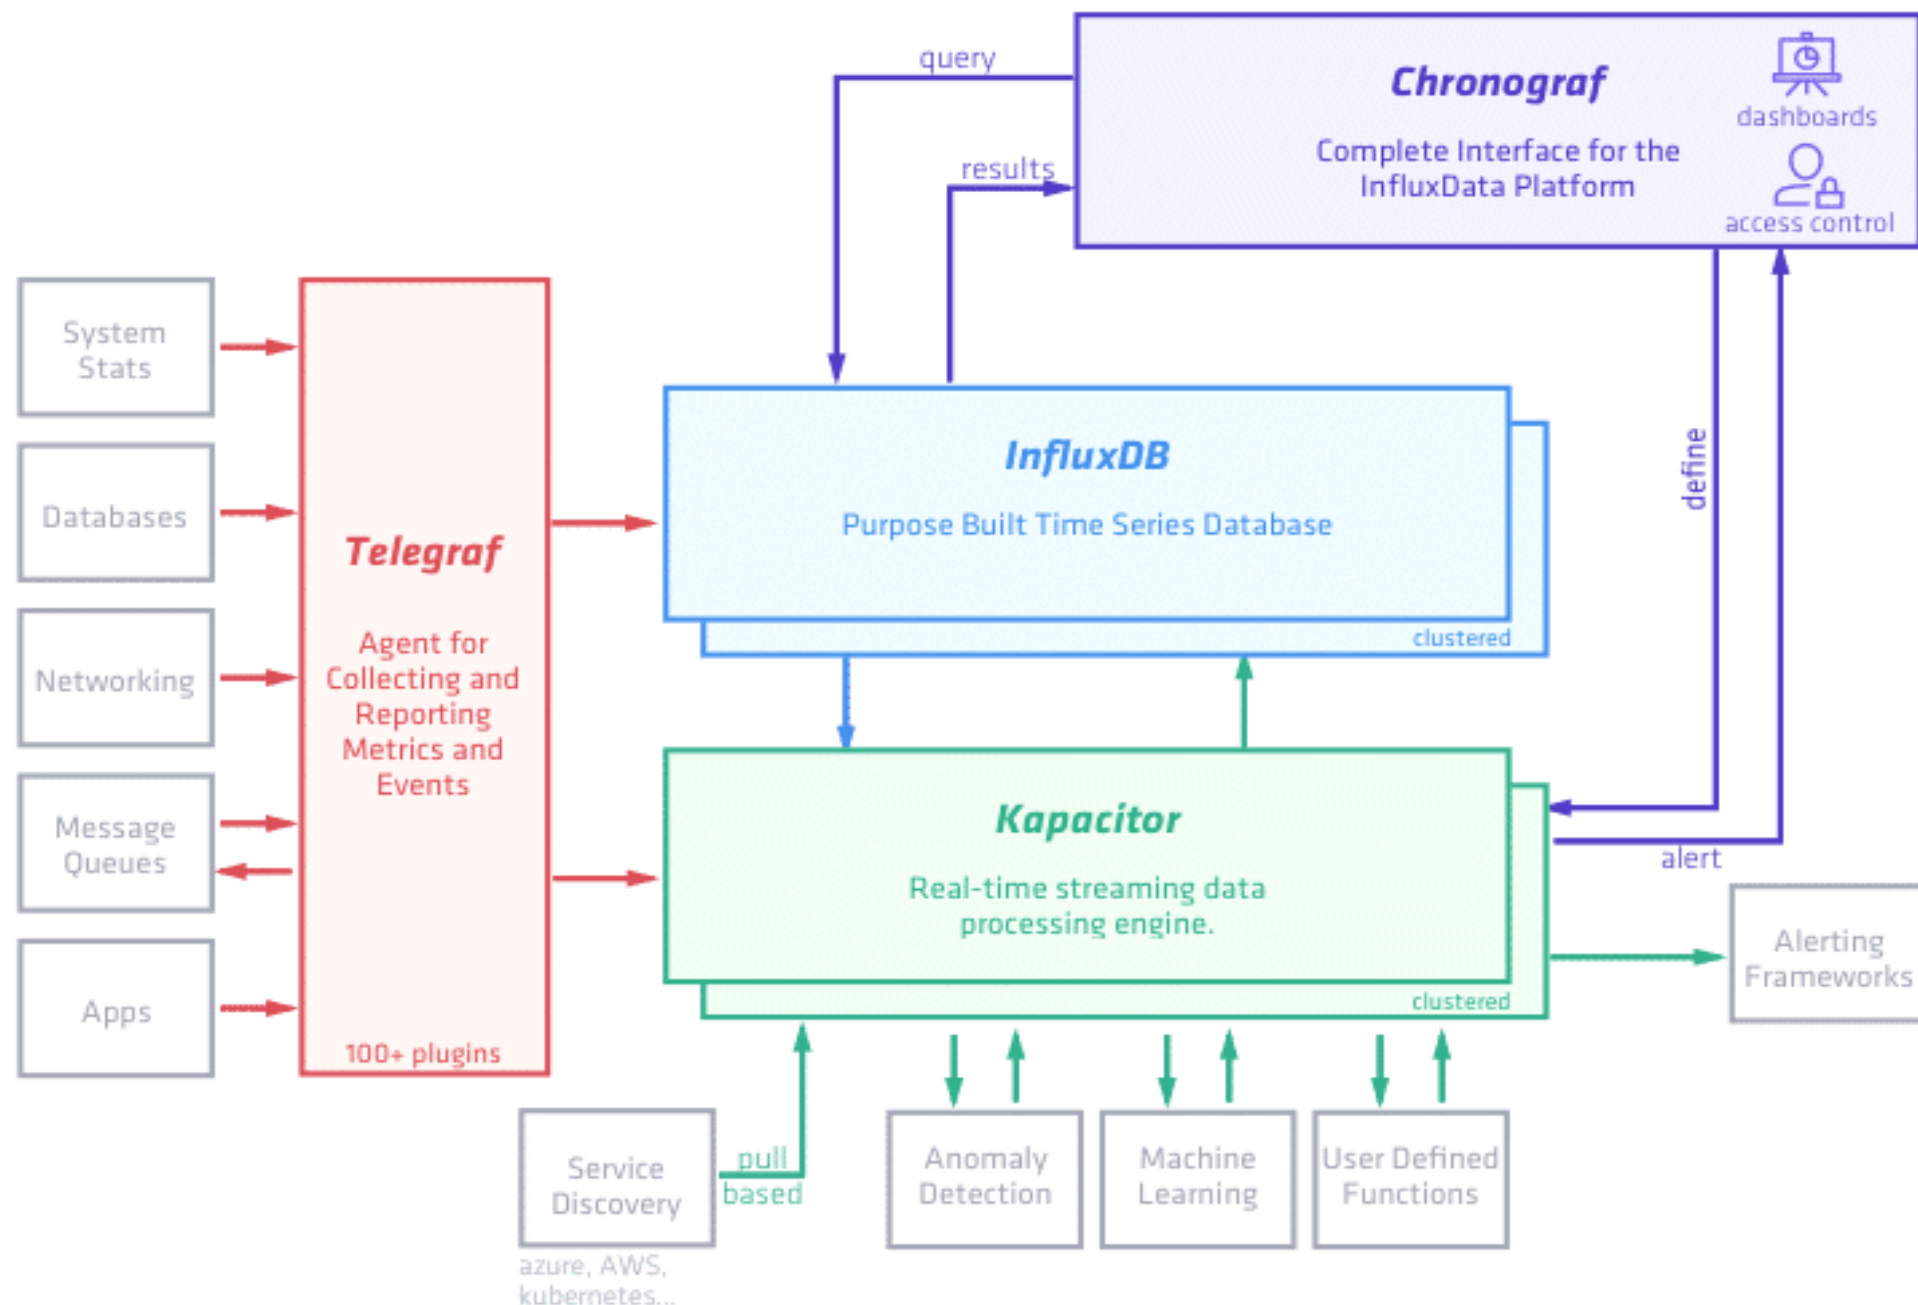 query
Chronograf
dashboards
Complete Interface for the
InfluxData Platform
results
access control
System
Stats
Databases
Networking
Message
Queues
Apps
Telegraf
Agent for
Collecting and
Reporting
Metrics and
Events
100+ plugins
InfluxDB
Purpose Built Time Series Database
clustered
define
Kapacitor
Real-time streaming data
processing engine.
clustered
alert
Alerting
Frameworks
Service
Discovery
pull
based
azure, AWS,
kubernetes...
Anomaly
Detection
Machine
Learning
User Defined
Functions